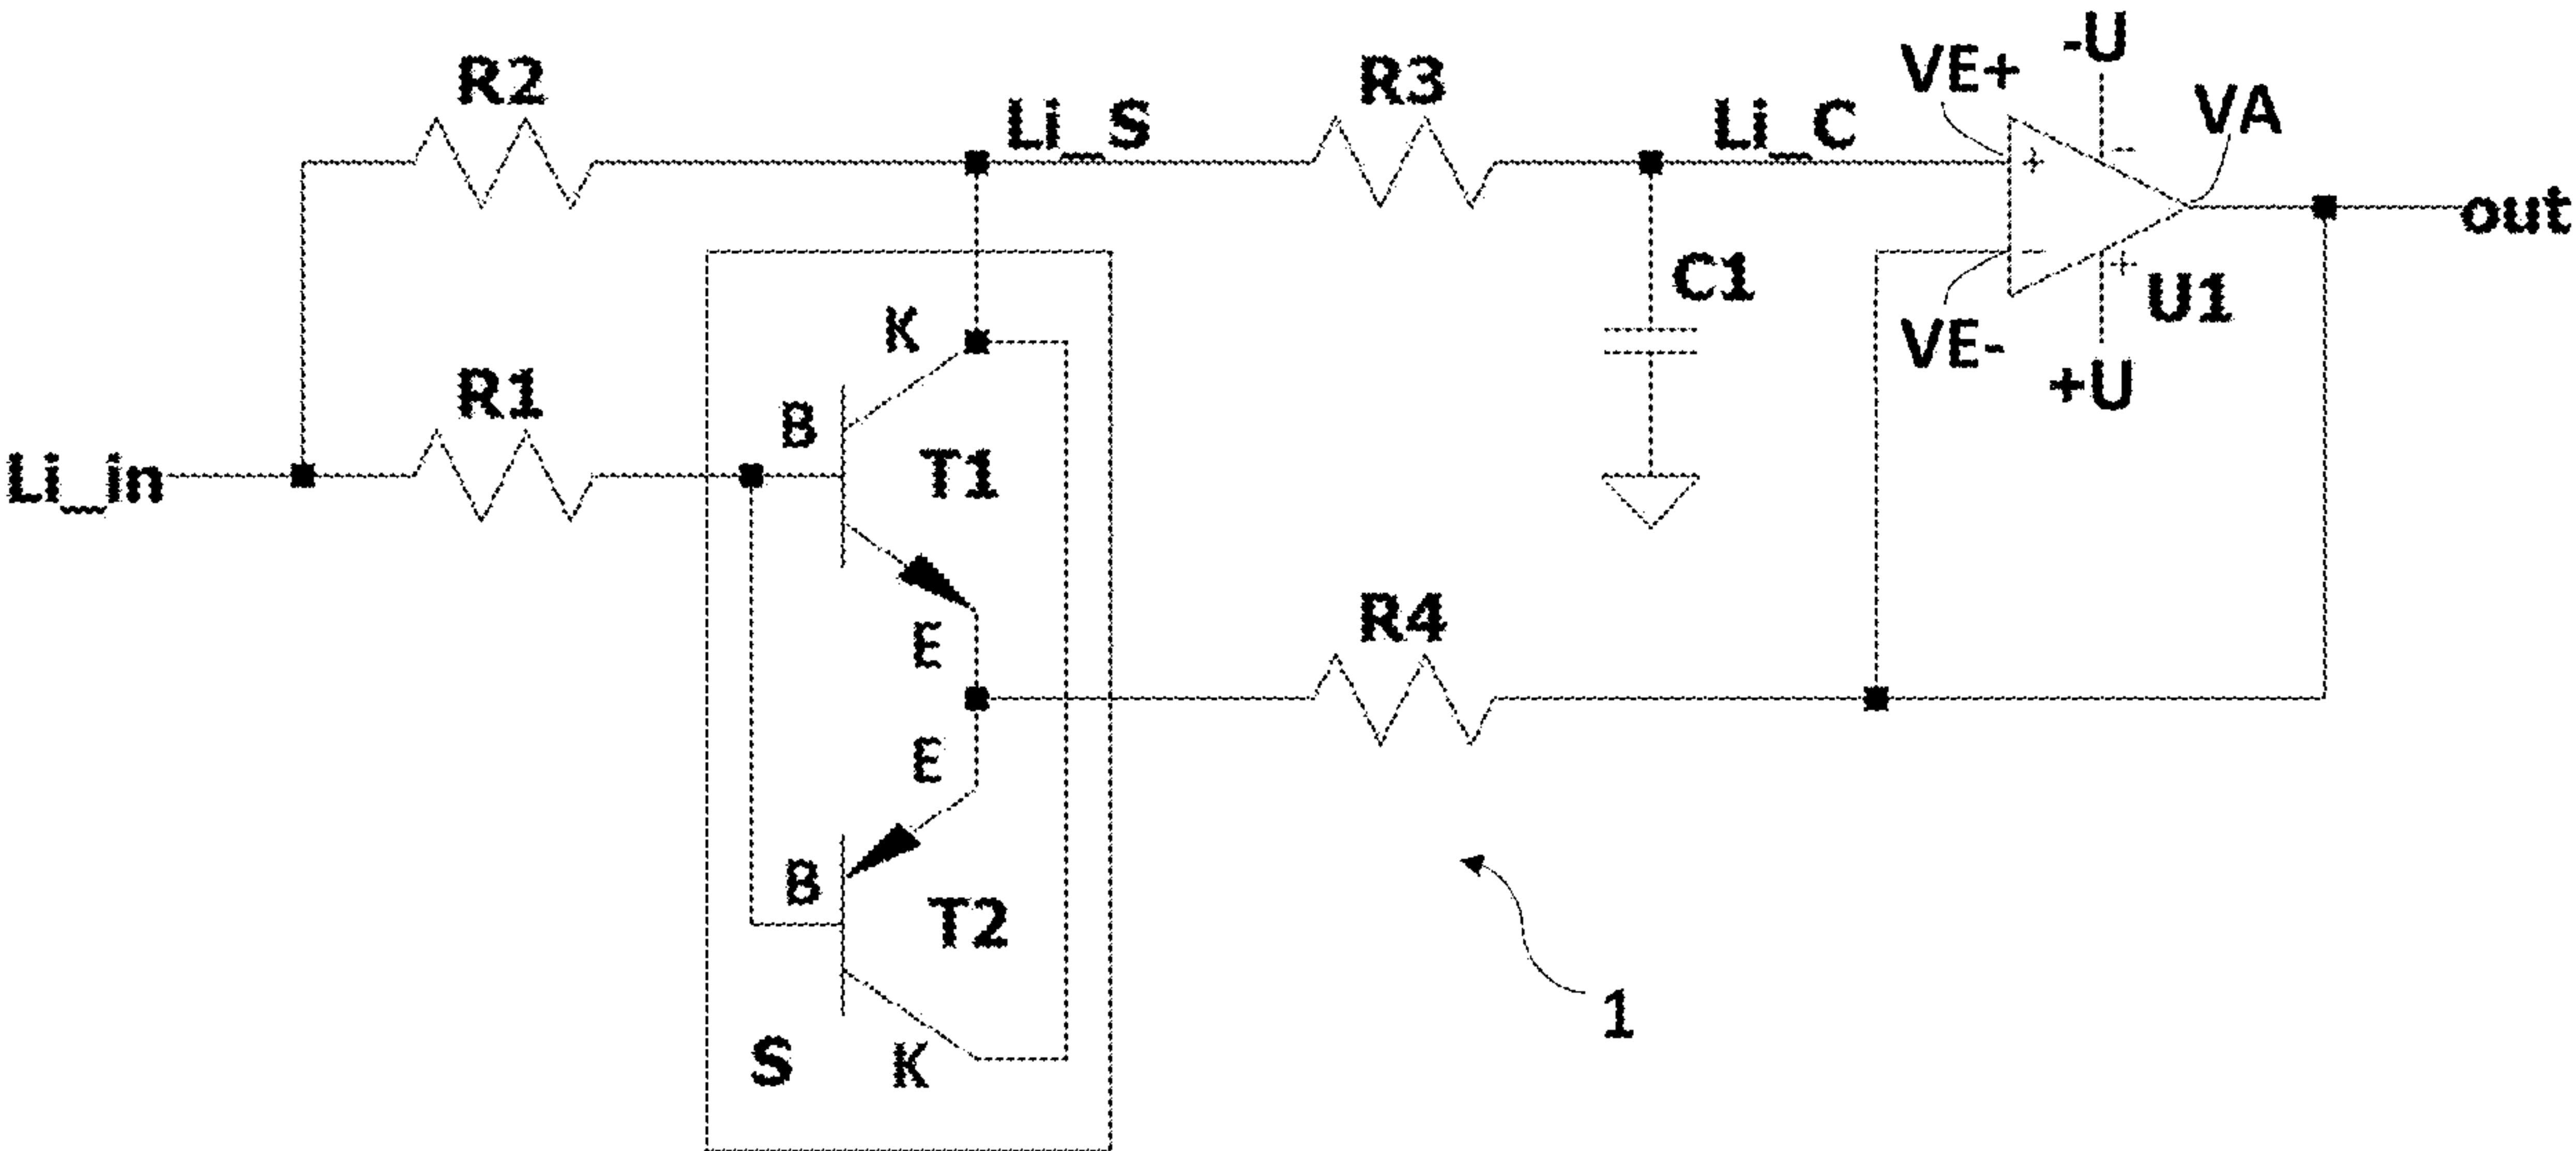 R2
Li_S
R3
Li_C
VE+
-U
VA
+
-
out
K
C1
-
+
U1
VE-
+U
R1
B
Li_in
T1
E
R4
E
B
T2
S
K
1